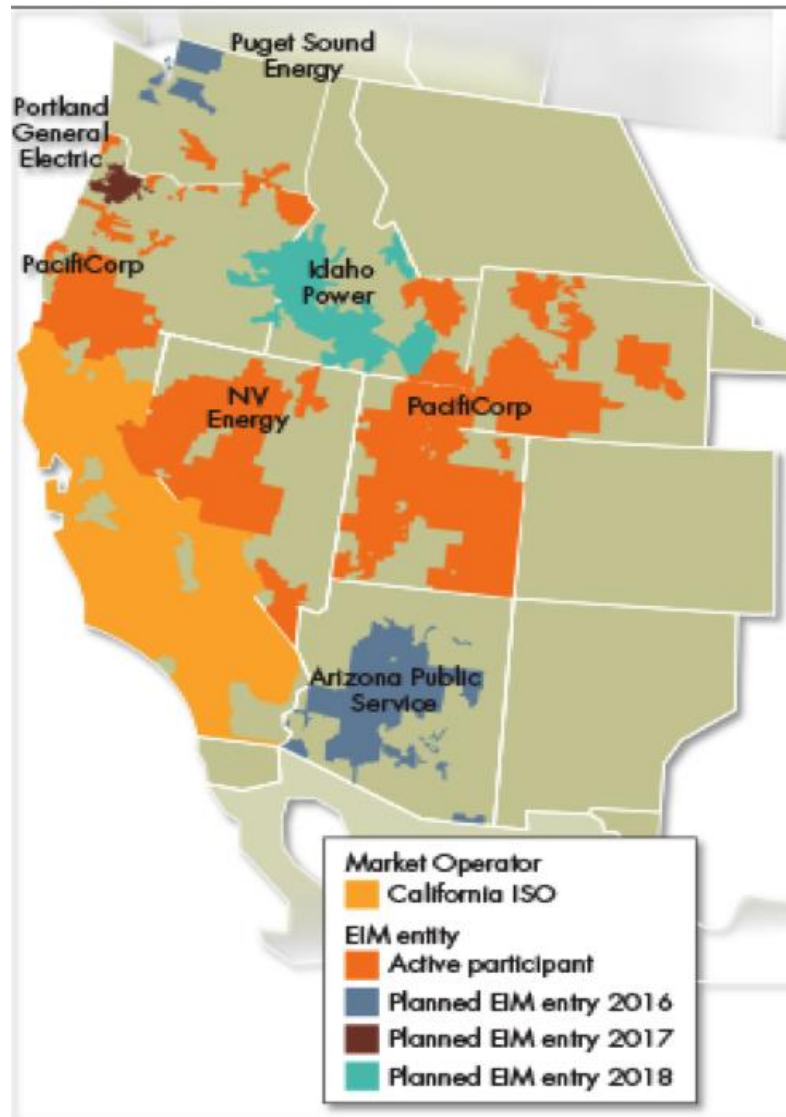 Puget Sound
Energy
Portland
General
Electric
PacifiCorp
Idaho
Power
NV
Energy
PacifiCorp
Arizona Public
Service
Market Operator
California ISO
EIM entity
Active participant
Planned EIM entry 2016
Planned EIM entry 2017
Planned EIM entry 2018